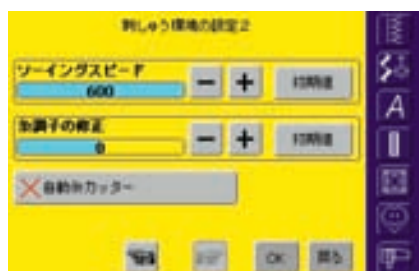 刺しゅう環境の設定2
ソーイングスピード
600
− + 初期値
糸調子の修正
0
− + 初期値
自動糸カッター
OK 戻る
A